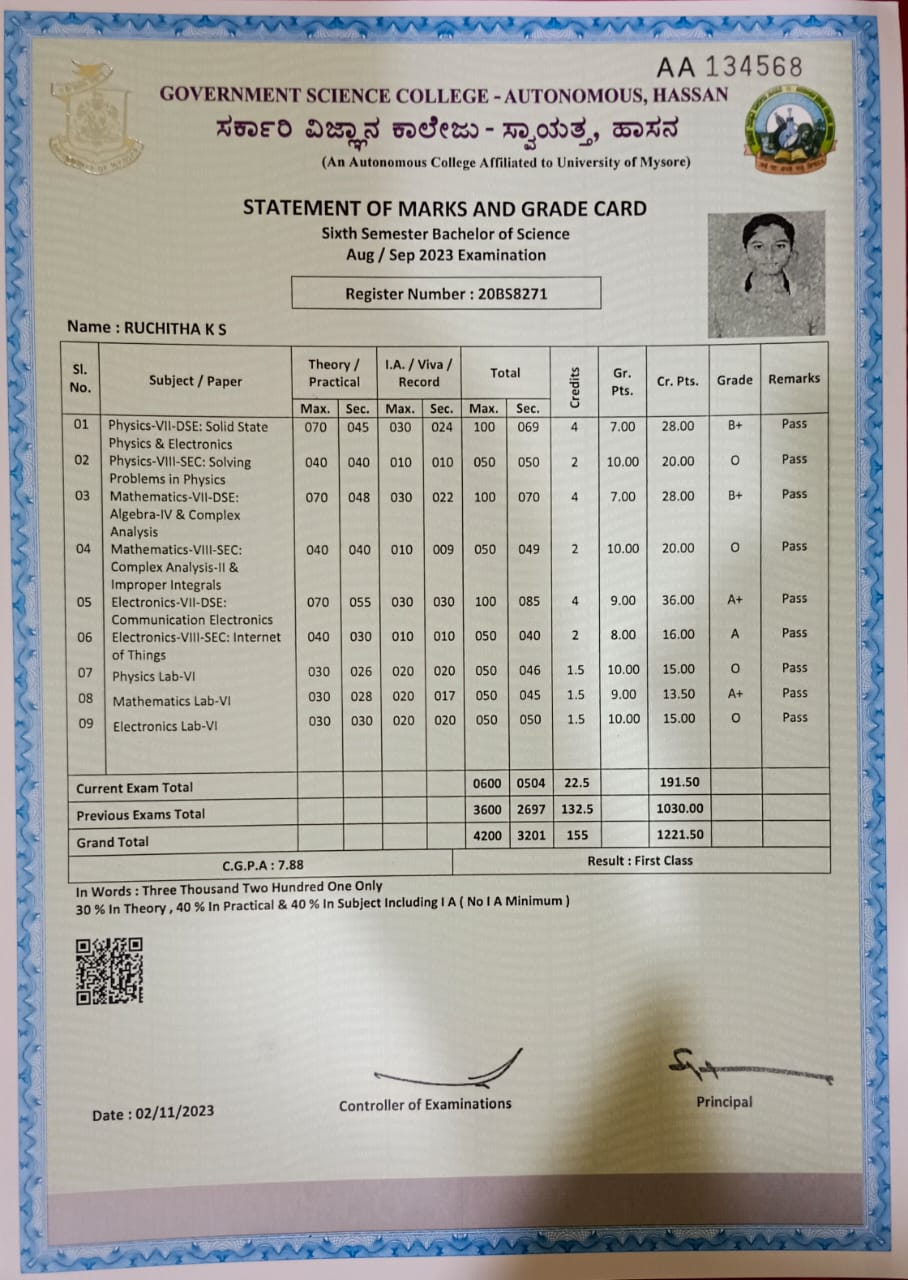 AA 134568
GOVERNMENT SCIENCE COLLEGE - AUTONOMOUS, HASSAN
ಸರ್ಕಾರಿ ವಿಜ್ಞಾನ ಕಾಲೇಜು - ಸ್ವಾಯತ್ತ, ಹಾಸನ
(An Autonomous College Affiliated to University of Mysore)
STATEMENT OF MARKS AND GRADE CARD
Sixth Semester Bachelor of Science
Aug / Sep 2023 Examination
Register Number : 20BS8271
Name : RUCHITHA K S
Sl. No. Subject / Paper Theory / Practical I.A. / Viva / Record Total Credits Gr. Pts. Cr. Pts. Grade Remarks
Max. Sec. Max. Sec. Max. Sec.
01 Physics-VII-DSE: Solid State 070 045 030 024 100 069 4 7.00 28.00 B+ Pass
Physics & Electronics
02 Physics-VIII-SEC: Solving 040 040 010 010 050 050 2 10.00 20.00 O Pass
Problems in Physics
03 Mathematics-VII-DSE: 070 048 030 022 100 070 4 7.00 28.00 B+ Pass
Algebra-IV & Complex
Analysis
04 Mathematics-VIII-SEC: 040 040 010 009 050 049 2 10.00 20.00 O Pass
Complex Analysis-II &
Improper Integrals
05 Electronics-VII-DSE: 070 055 030 030 100 085 4 9.00 36.00 A+ Pass
Communication Electronics
06 Electronics-VIII-SEC: Internet 040 030 010 010 050 040 2 8.00 16.00 A Pass
of Things
07 Physics Lab-VI 030 026 020 020 050 046 1.5 10.00 15.00 O Pass
08 Mathematics Lab-VI 030 028 020 017 050 045 1.5 9.00 13.50 A+ Pass
09 Electronics Lab-VI 030 030 020 020 050 050 1.5 10.00 15.00 O Pass
Current Exam Total 0600 0504 22.5 191.50
Previous Exams Total 3600 2697 132.5 1030.00
Grand Total 4200 3201 155 1221.50
C.G.P.A : 7.88 Result : First Class
In Words : Three Thousand Two Hundred One Only
30 % In Theory , 40 % In Practical & 40 % In Subject Including I A ( No I A Minimum )
Date : 02/11/2023
Controller of Examinations
Principal